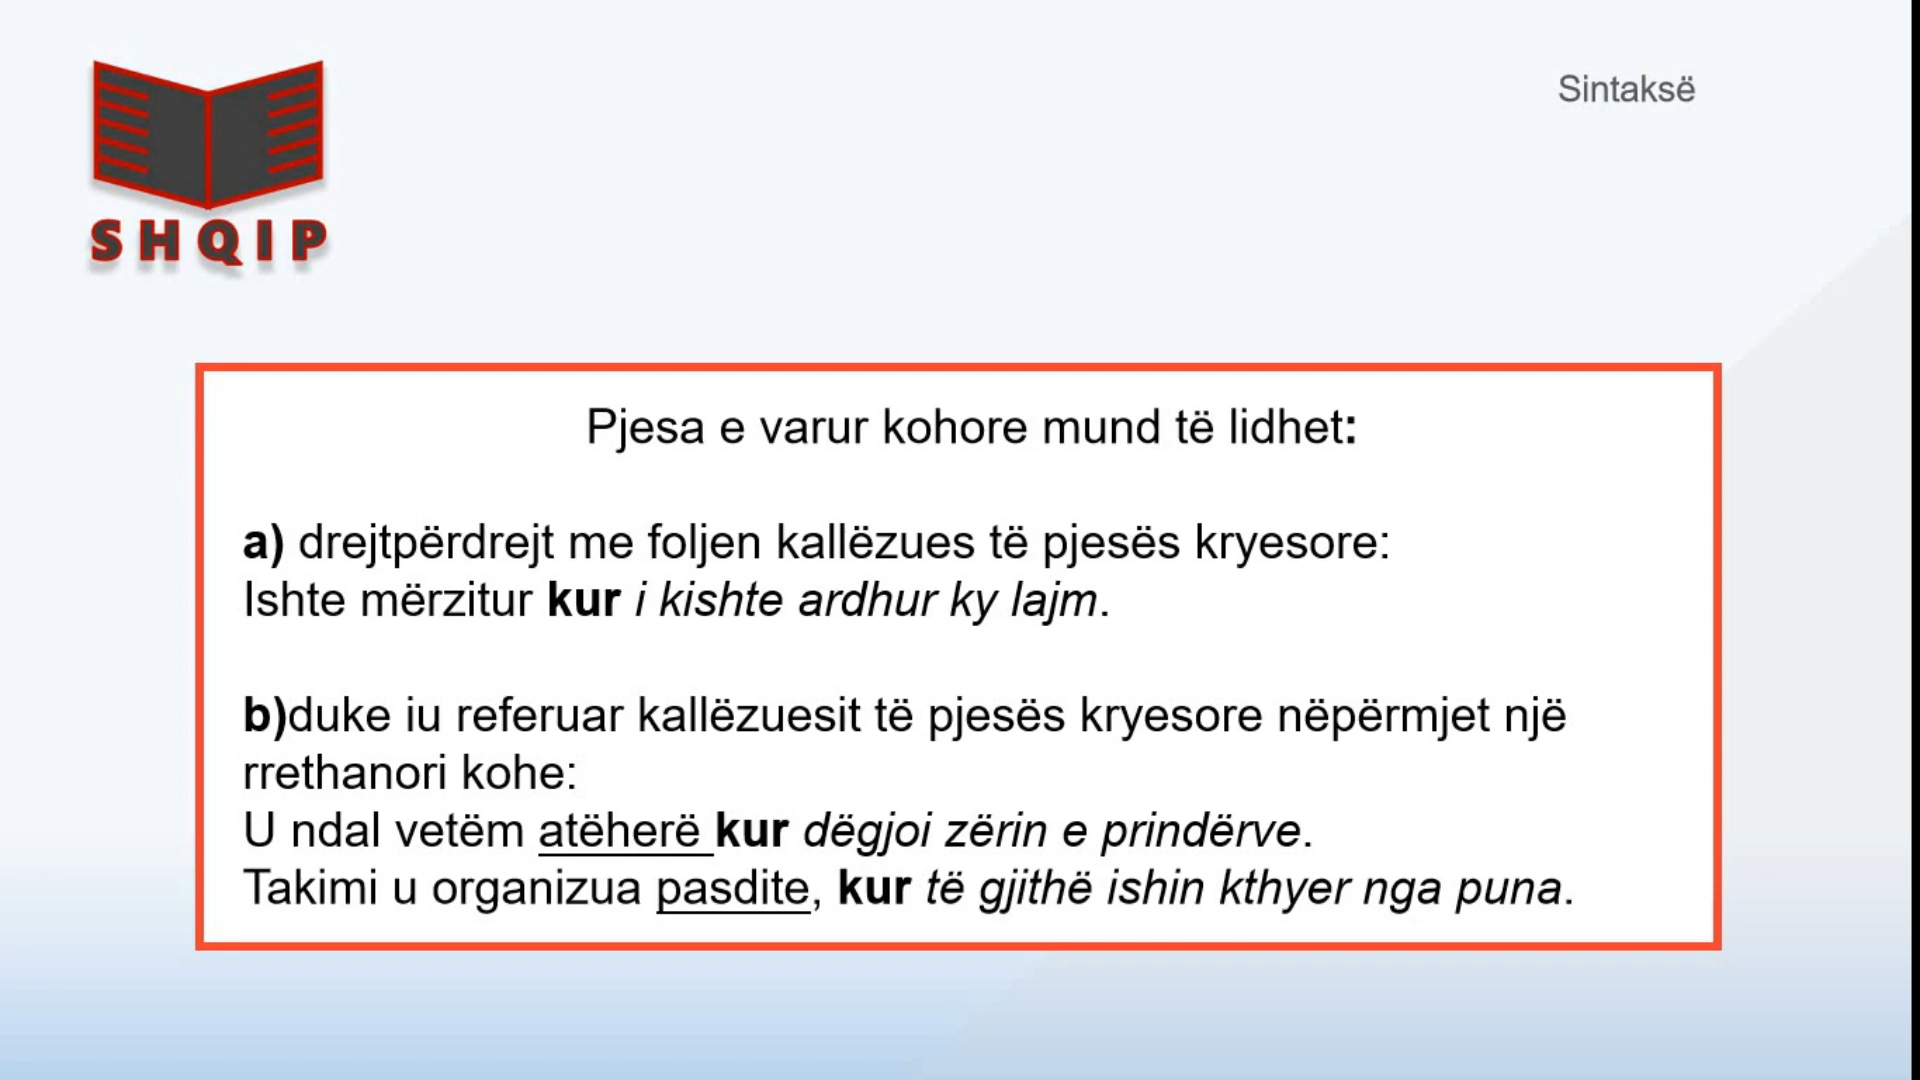 SHQIP
Sintaksë
Pjesa e varur kohore mund të lidhet:
a) drejtpërdrejt me foljen kallëzues të pjesës kryesore:
Ishte mërzitur kur i kishte ardhur ky lajm.
b)duke iu referuar kallëzuesit të pjesës kryesore nëpërmjet një
rrethanori kohe:
U ndal vetëm atëherë kur dëgjoi zërin e prindërve.
Takimi u organizua pasdite, kur të gjithë ishin kthyer nga puna.